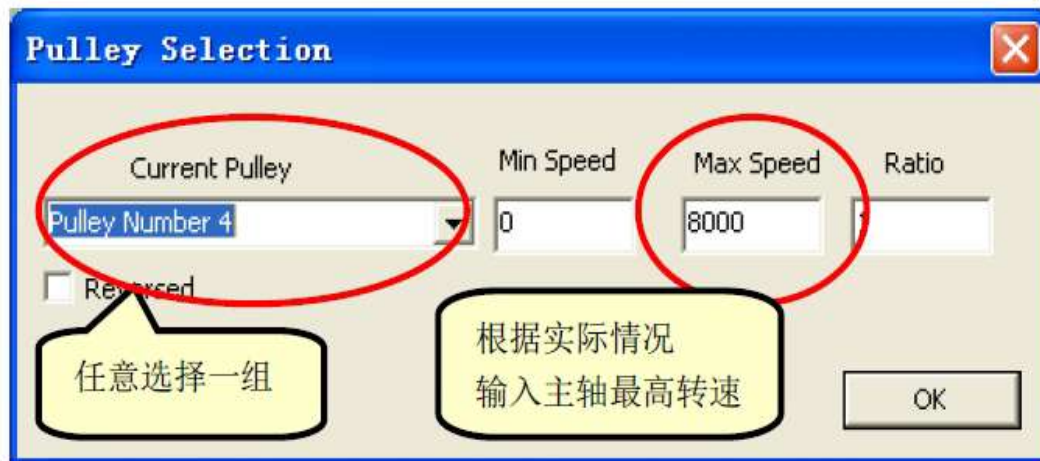 Pulley Selection
Current Pulley
Min Speed
Max Speed
Ratio
Pulley Number 4
0
8000
Reversed
任意选择一组
根据实际情况
输入主轴最高转速
OK